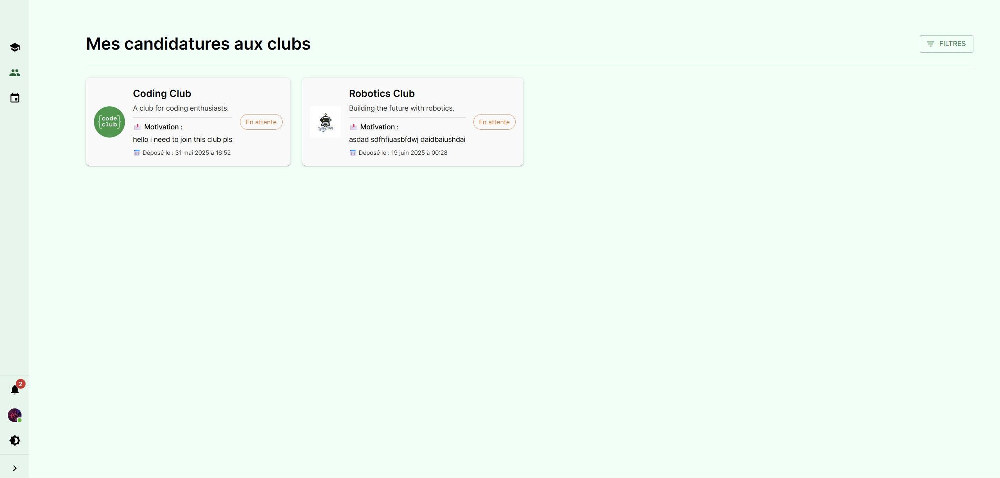 Mes candidatures aux clubs
FILTRES
Coding Club
A club for coding enthusiasts.
{code
club}
Motivation :
hello i need to join this club pls
Déposé le : 31 mai 2025 à 16:52
En attente
Robotics Club
Building the future with robotics.
Motivation :
asdad sdfhfiuasbfdwj daidbaiushdai
Déposé le : 19 juin 2025 à 00:28
En attente
2